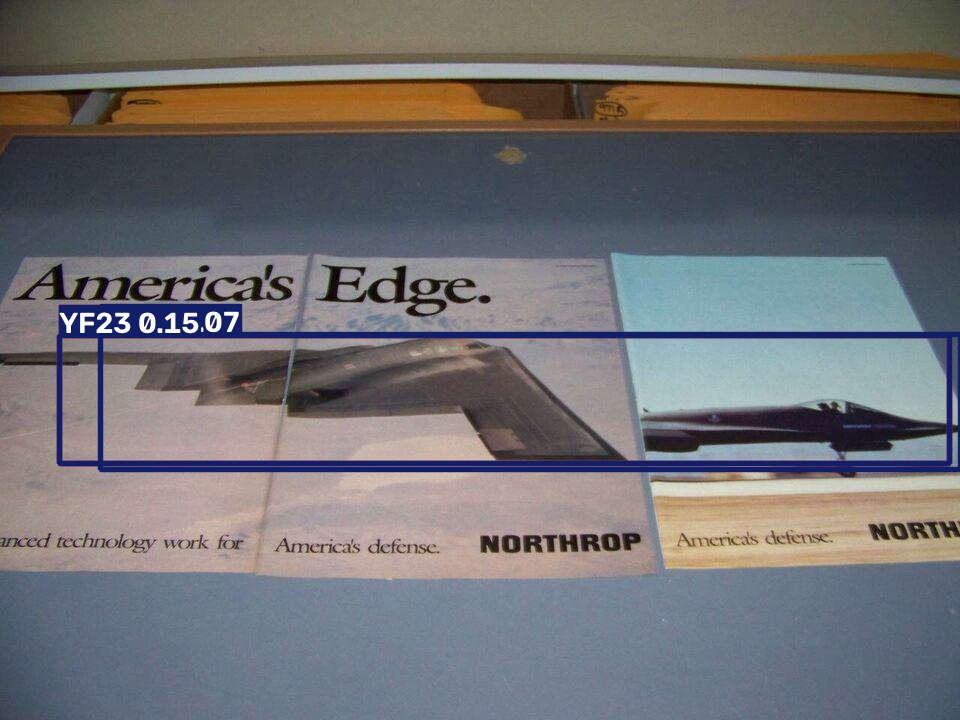 America's Edge.
YF23 0.15.07
anced technology work for
America's defense.
NORTHROP
America's defense.
NORTH